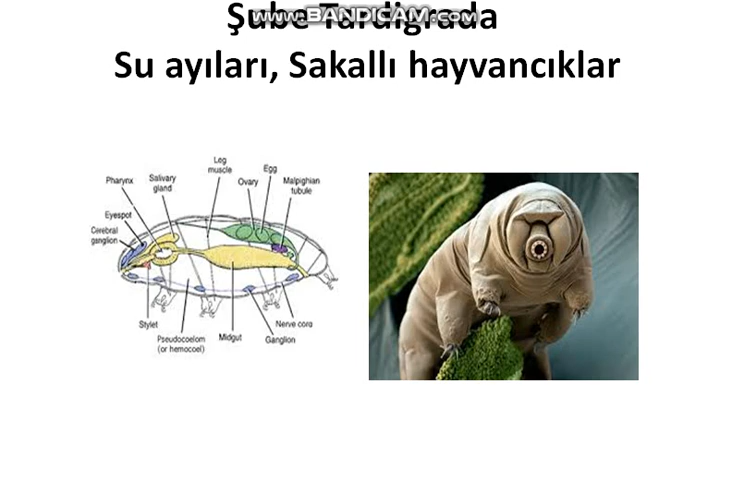 www.BANDICAM.com
Şube Tardigrada
Su ayıları, Sakallı hayvancıklar
Leg
muscle
Egg
Pharynx
Salivary
gland
Ovary
Malpighian
tubule
Eyespot
Cerebral
ganglion
Stylet
Nerve cord
Pseudocoelom
(or hemocoel)
Midgut
Ganglion